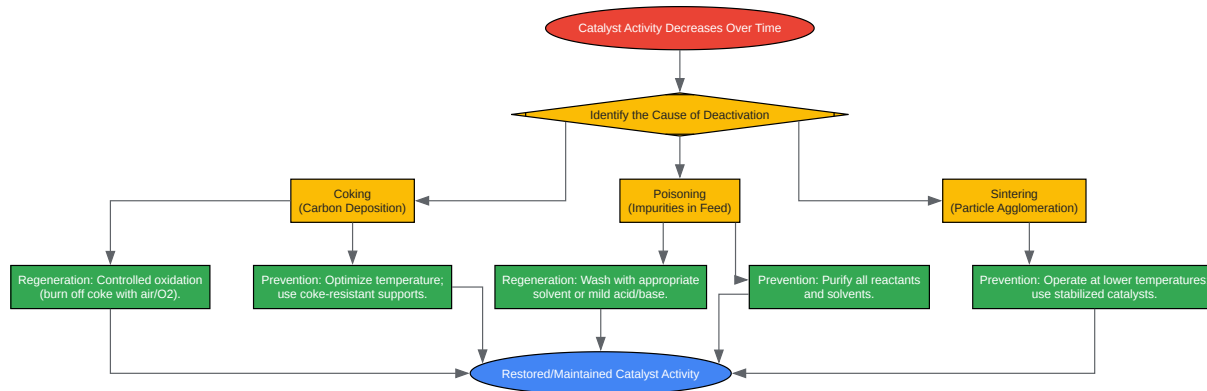 Catalyst Activity Decreases Over Time
Identify the Cause of Deactivation
Coking
(Carbon Deposition)
Poisoning
(Impurities in Feed)
Sintering
(Particle Agglomeration)
Regeneration: Controlled oxidation
(burn off coke with air/O2).
Prevention: Optimize temperature;
use coke-resistant supports.
Regeneration: Wash with appropriate
solvent or mild acid/base.
Prevention: Purify all reactants
and solvents.
Prevention: Operate at lower temperatures
use stabilized catalysts.
Restored/Maintained Catalyst Activity